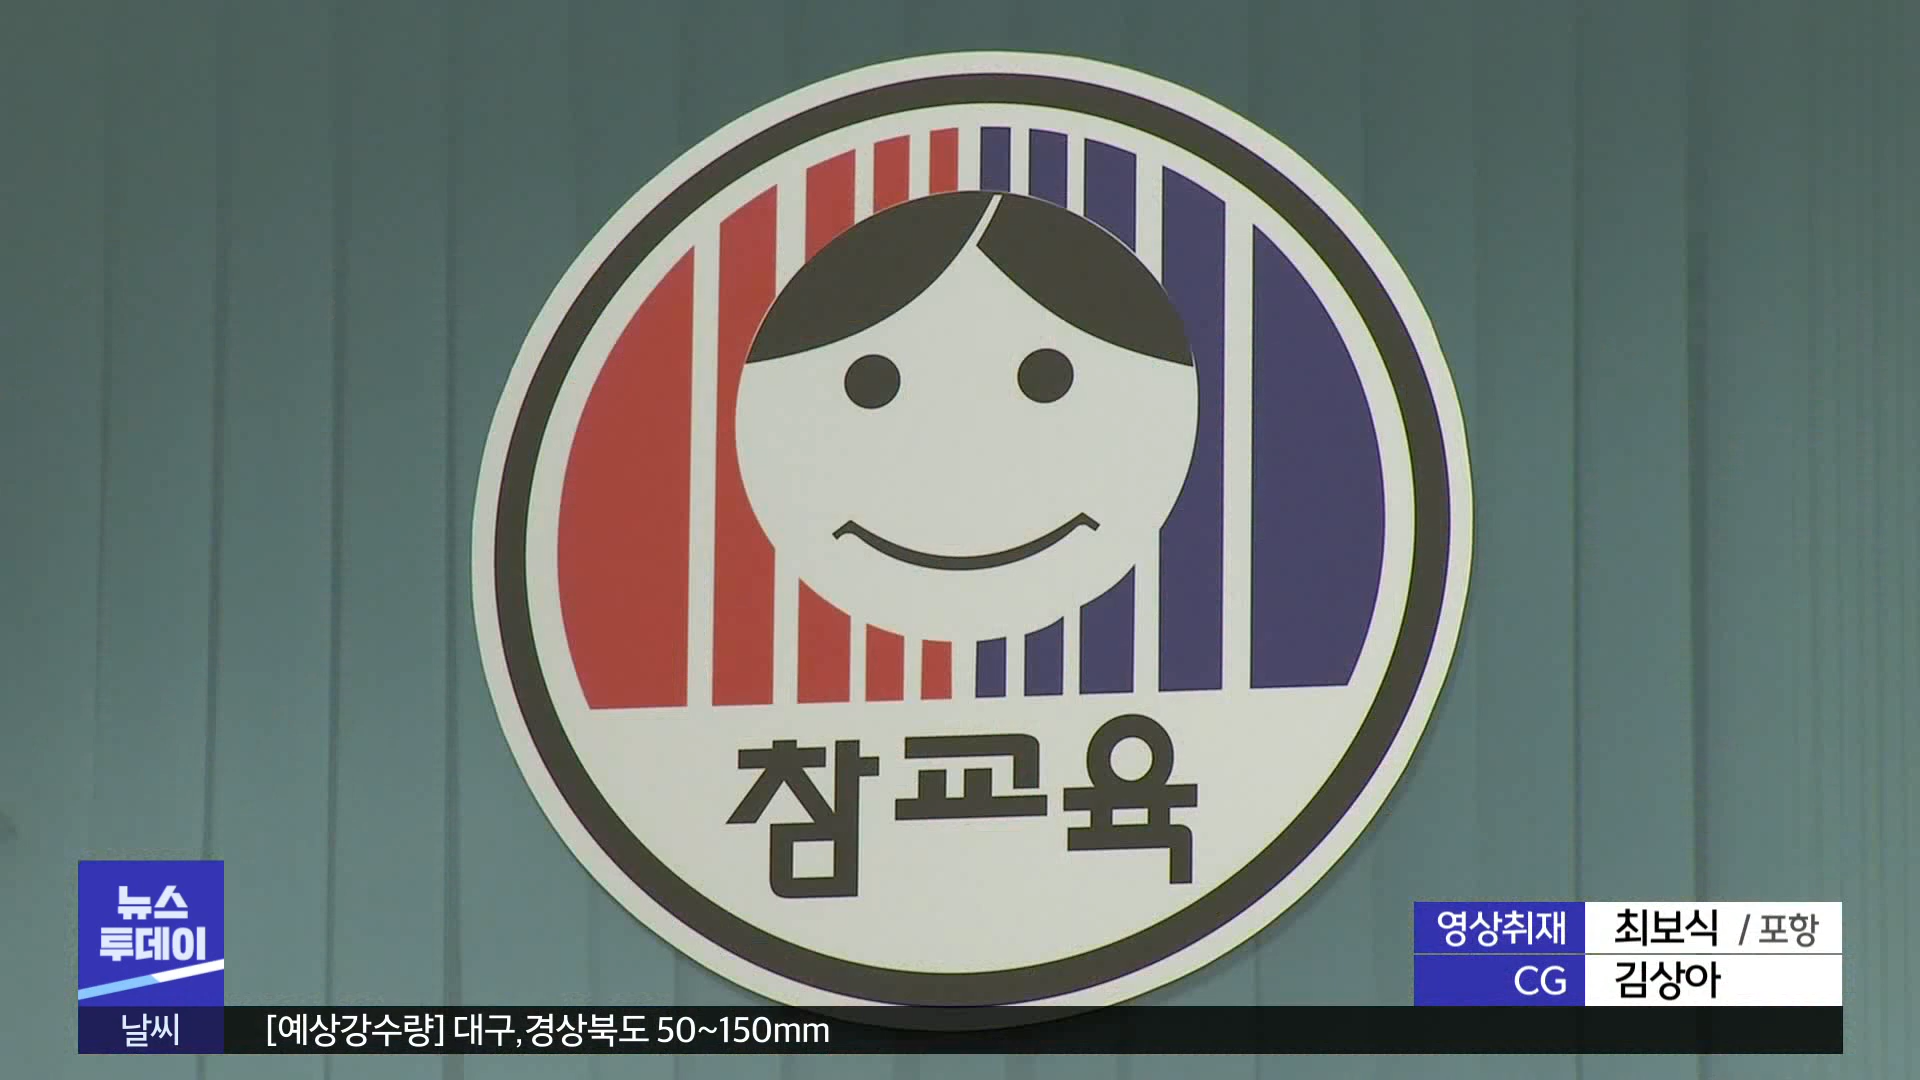 참교육
뉴스
투데이
영상취재 최보식 / 포항
CG 김상아
날씨 [예상강수량] 대구,경상북도 50~150mm